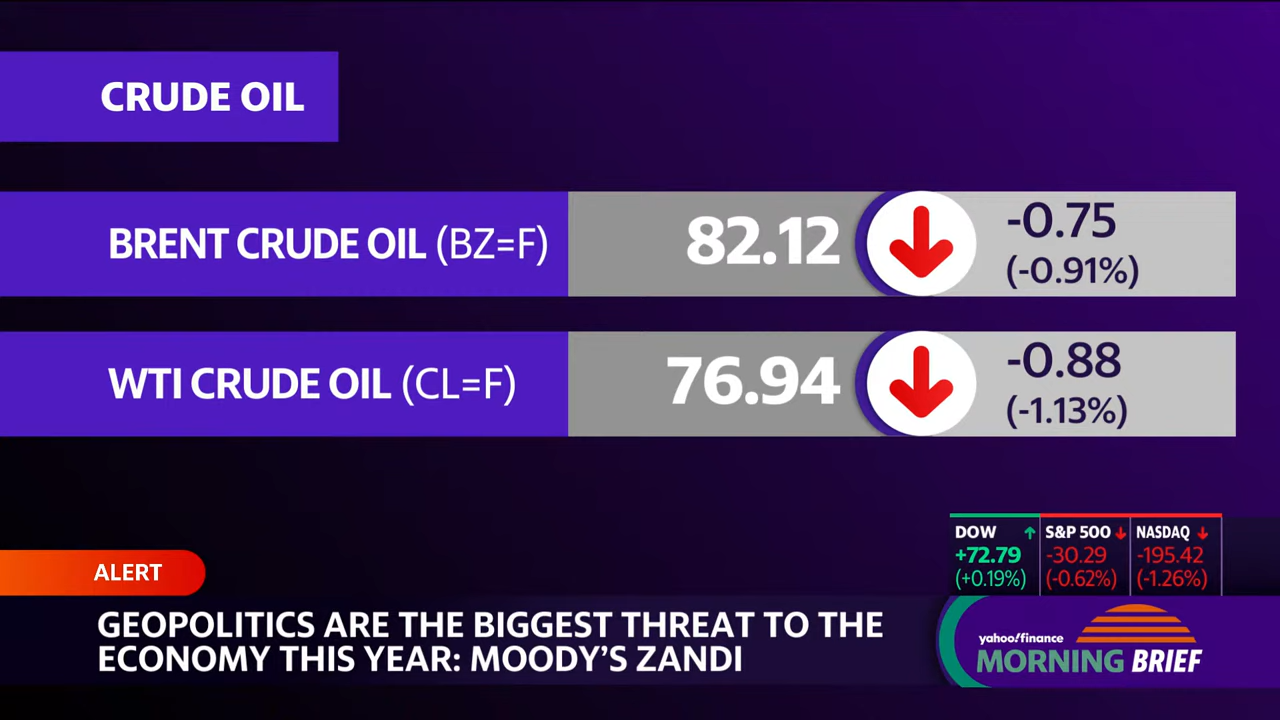 CRUDE OIL
BRENT CRUDE OIL (BZ=F)
82.12
-0.75
(-0.91%)
WTI CRUDE OIL (CL=F)
76.94
-0.88
(-1.13%)
DOW
+72.79
(+0.19%)
S&P 500
-30.29
(-0.62%)
NASDAQ
-195.42
(-1.26%)
ALERT
GEOPOLITICS ARE THE BIGGEST THREAT TO THE
ECONOMY THIS YEAR: MOODY'S ZANDI
yahoo!finance
MORNING BRIEF